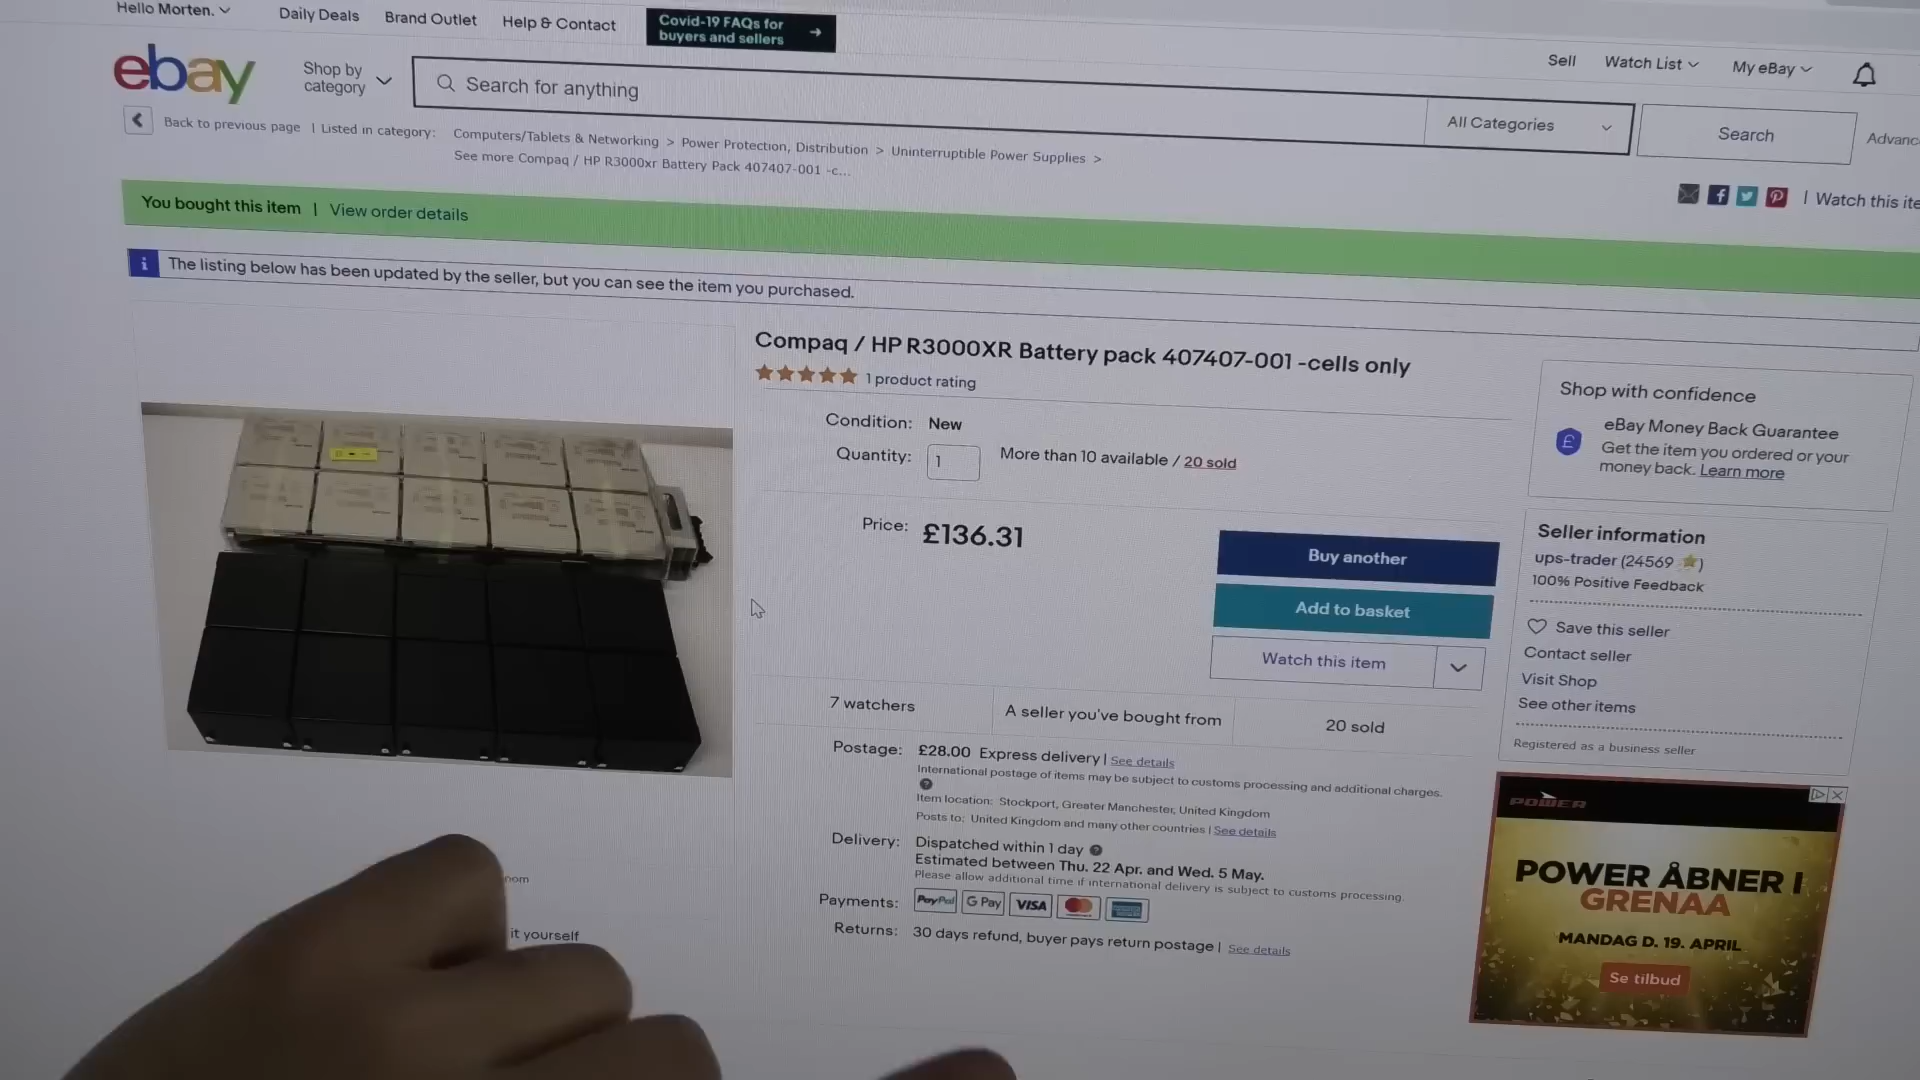 Hello Morten.
Daily Deals
Brand Outlet
Help & Contact
Covid-19 FAQs for
buyers and sellers
Sell
Watch List
My eBay
ebay
Shop by
category
Search for anything
All Categories
Search
Back to previous page | Listed in category:
Computers/Tablets & Networking > Power Protection, Distribution > Uninterruptible Power Supplies >
See more Compaq / HP R3000xr Battery Pack 407407-001 -c...
| Watch this
You bought this item | View order details
The listing below has been updated by the seller, but you can see the item you purchased.
Compaq / HP R3000XR Battery pack 407407-001 -cells only
1 product rating
Condition: New
Quantity: 1 More than 10 available / 20 sold
Price: £136.31
Buy another
Add to basket
Watch this item
7 watchers
A seller you've bought from
20 sold
Postage: £28.00 Express delivery | See details
International postage of items may be subject to customs processing and additional charges.
Item location: Stockport, Greater Manchester, United Kingdom
Posts to: United Kingdom and many other countries | See details
Delivery: Dispatched within 1 day
Estimated between Thu. 22 Apr. and Wed. 5 May.
Please allow additional time if international delivery is subject to customs processing.
Payments: PayPal G Pay VISA
Returns: 30 days refund, buyer pays return postage | See details
it yourself
Shop with confidence
eBay Money Back Guarantee
Get the item you ordered or your
money back. Learn more
Seller information
ups-trader (24569)
100% Positive Feedback
Save this seller
Contact seller
Visit Shop
See other items
Registered as a business seller
POWER
POWER ÅBNER I
GRENAA
MANDAG D. 19. APRIL
Se tilbud